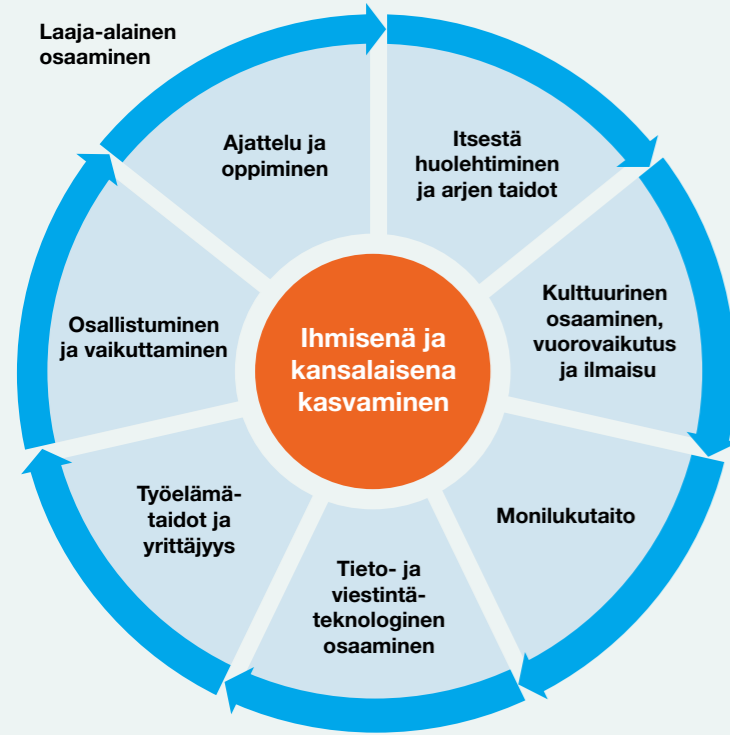 Laaja-alainen
osaaminen
Ajattelu ja
oppiminen
Itsestä
huolehtiminen
ja arjen taidot
Kulttuurinen
osaaminen,
vuorovaikutus
ja ilmaisu
Monilukutaito
Tieto- ja
viestintä-
teknologinen
osaaminen
Työelämä-
taidot ja
yrittäjyys
Osallistuminen
ja vaikuttaminen
Ihmisenä ja
kansalaisena
kasvaminen